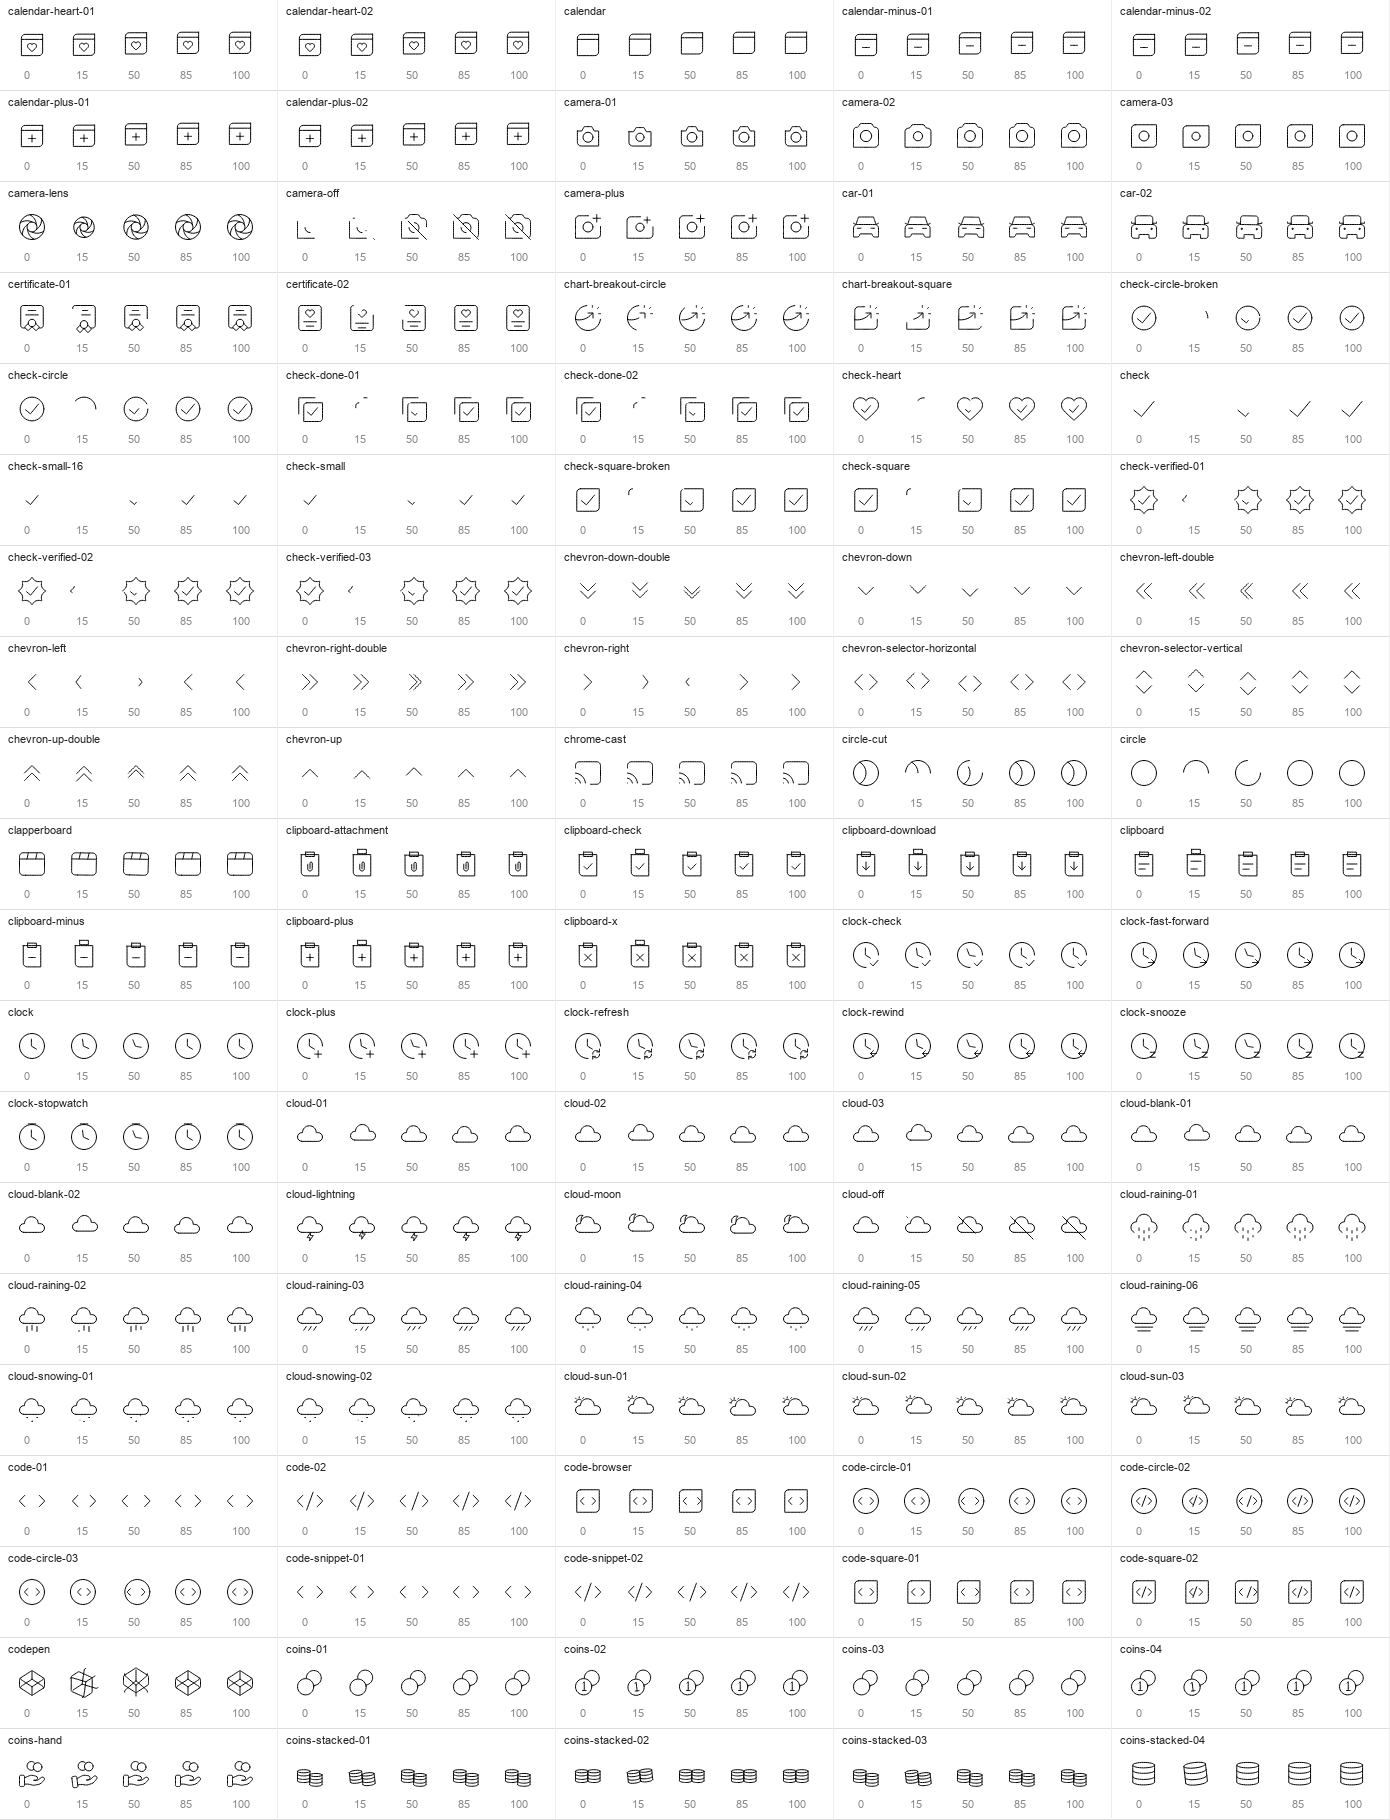 calendar-heart-01 calendar-heart-02 calendar calendar-minus-01 calendar-minus-02
0 15 50 85 100 0 15 50 85 100 0 15 50 85 100 0 15 50 85 100 0 15 50 85 100
calendar-plus-01 calendar-plus-02 camera-01 camera-02 camera-03
0 15 50 85 100 0 15 50 85 100 0 15 50 85 100 0 15 50 85 100 0 15 50 85 100
camera-lens camera-off camera-plus car-01 car-02
0 15 50 85 100 0 15 50 85 100 0 15 50 85 100 0 15 50 85 100 0 15 50 85 100
certificate-01 certificate-02 chart-breakout-circle chart-breakout-square check-circle-broken
0 15 50 85 100 0 15 50 85 100 0 15 50 85 100 0 15 50 85 100 0 15 50 85 100
check-circle check-done-01 check-done-02 check-heart check
0 15 50 85 100 0 15 50 85 100 0 15 50 85 100 0 15 50 85 100 0 15 50 85 100
check-small-16 check-small check-square-broken check-square check-verified-01
0 15 50 85 100 0 15 50 85 100 0 15 50 85 100 0 15 50 85 100 0 15 50 85 100
check-verified-02 check-verified-03 chevron-down-double chevron-down chevron-left-double
0 15 50 85 100 0 15 50 85 100 0 15 50 85 100 0 15 50 85 100 0 15 50 85 100
chevron-left chevron-right-double chevron-right chevron-selector-horizontal chevron-selector-vertical
0 15 50 85 100 0 15 50 85 100 0 15 50 85 100 0 15 50 85 100 0 15 50 85 100
chevron-up-double chevron-up chrome-cast circle-cut circle
0 15 50 85 100 0 15 50 85 100 0 15 50 85 100 0 15 50 85 100 0 15 50 85 100
clapperboard clipboard-attachment clipboard-check clipboard-download clipboard
0 15 50 85 100 0 15 50 85 100 0 15 50 85 100 0 15 50 85 100 0 15 50 85 100
clipboard-minus clipboard-plus clipboard-x clock-check clock-fast-forward
0 15 50 85 100 0 15 50 85 100 0 15 50 85 100 0 15 50 85 100 0 15 50 85 100
clock clock-plus clock-refresh clock-rewind clock-snooze
0 15 50 85 100 0 15 50 85 100 0 15 50 85 100 0 15 50 85 100 0 15 50 85 100
clock-stopwatch cloud-01 cloud-02 cloud-03 cloud-blank-01
0 15 50 85 100 0 15 50 85 100 0 15 50 85 100 0 15 50 85 100 0 15 50 85 100
cloud-blank-02 cloud-lightning cloud-moon cloud-off cloud-raining-01
0 15 50 85 100 0 15 50 85 100 0 15 50 85 100 0 15 50 85 100 0 15 50 85 100
cloud-raining-02 cloud-raining-03 cloud-raining-04 cloud-raining-05 cloud-raining-06
0 15 50 85 100 0 15 50 85 100 0 15 50 85 100 0 15 50 85 100 0 15 50 85 100
cloud-snowing-01 cloud-snowing-02 cloud-sun-01 cloud-sun-02 cloud-sun-03
0 15 50 85 100 0 15 50 85 100 0 15 50 85 100 0 15 50 85 100 0 15 50 85 100
code-01 code-02 code-browser code-circle-01 code-circle-02
0 15 50 85 100 0 15 50 85 100 0 15 50 85 100 0 15 50 85 100 0 15 50 85 100
code-circle-03 code-snippet-01 code-snippet-02 code-square-01 code-square-02
0 15 50 85 100 0 15 50 85 100 0 15 50 85 100 0 15 50 85 100 0 15 50 85 100
codepen coins-01 coins-02 coins-03 coins-04
0 15 50 85 100 0 15 50 85 100 0 15 50 85 100 0 15 50 85 100 0 15 50 85 100
coins-hand coins-stacked-01 coins-stacked-02 coins-stacked-03 coins-stacked-04
0 15 50 85 100 0 15 50 85 100 0 15 50 85 100 0 15 50 85 100 0 15 50 85 100